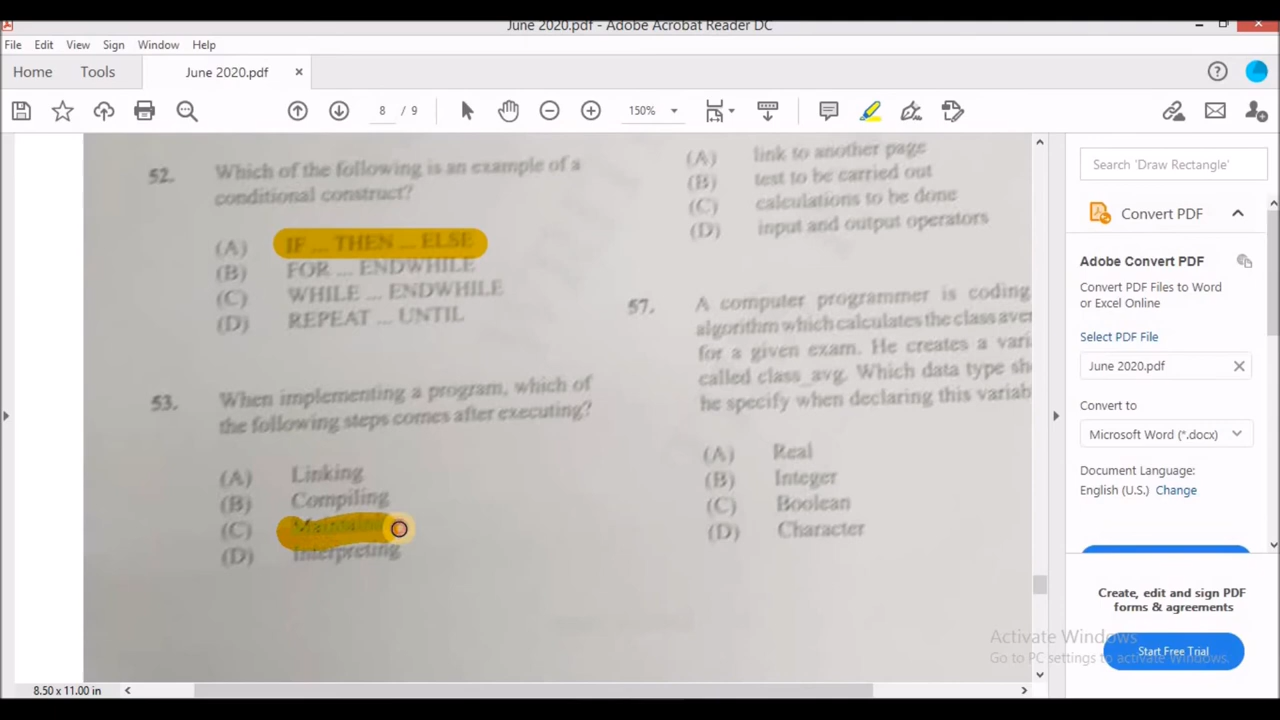 June 2020.pdf - Adobe Acrobat Reader DC
File Edit View Sign Window Help
Home Tools June 2020.pdf ×
8 / 9 150%
52. Which of the following is an example of a
conditional construct?
(A) IF ... THEN ... ELSE
(B) FOR ... ENDWHILE
(C) WHILE ... ENDWHILE
(D) REPEAT ... UNTIL
53. When implementing a program, which of
the following steps comes after executing?
(A) Linking
(B) Compiling
(C)
(D) Interpreting
(A) link to another page
(B) test to be carried out
(C) calculations to be done
(D) input and output operators
57. A computer programmer is coding
algorithm which calculates the class aver
for a given exam. He creates a vari
called class_avg. Which data type sh
he specify when declaring this variab
(A) Real
(B) Integer
(C) Boolean
(D) Character
8.50 x 11.00 in
Search 'Draw Rectangle'
Convert PDF
Adobe Convert PDF
Convert PDF Files to Word
or Excel Online
Select PDF File
June 2020.pdf
Convert to
Microsoft Word (*.docx)
Document Language:
English (U.S.) Change
Create, edit and sign PDF
forms & agreements
Activate Windows
Go to PC settings to activate Windows.
Start Free Trial